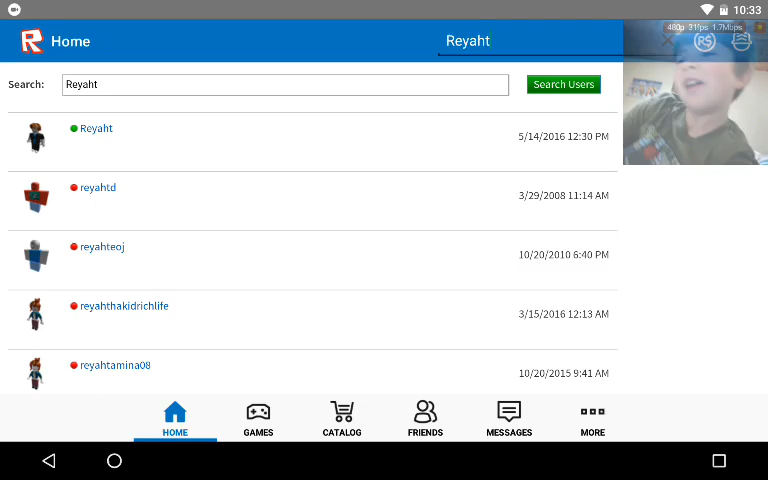 10:33
480p 31fps 1.7Mbps
R Home
Reyaht
R$
Search:
Reyaht
Search Users
Reyaht
5/14/2016 12:30 PM
reyahtd
3/29/2008 11:14 AM
reyahteoj
10/20/2010 6:40 PM
reyahthakidrichlife
3/15/2016 12:13 AM
reyahtamina08
10/20/2015 9:41 AM
HOME
GAMES
CATALOG
FRIENDS
MESSAGES
MORE